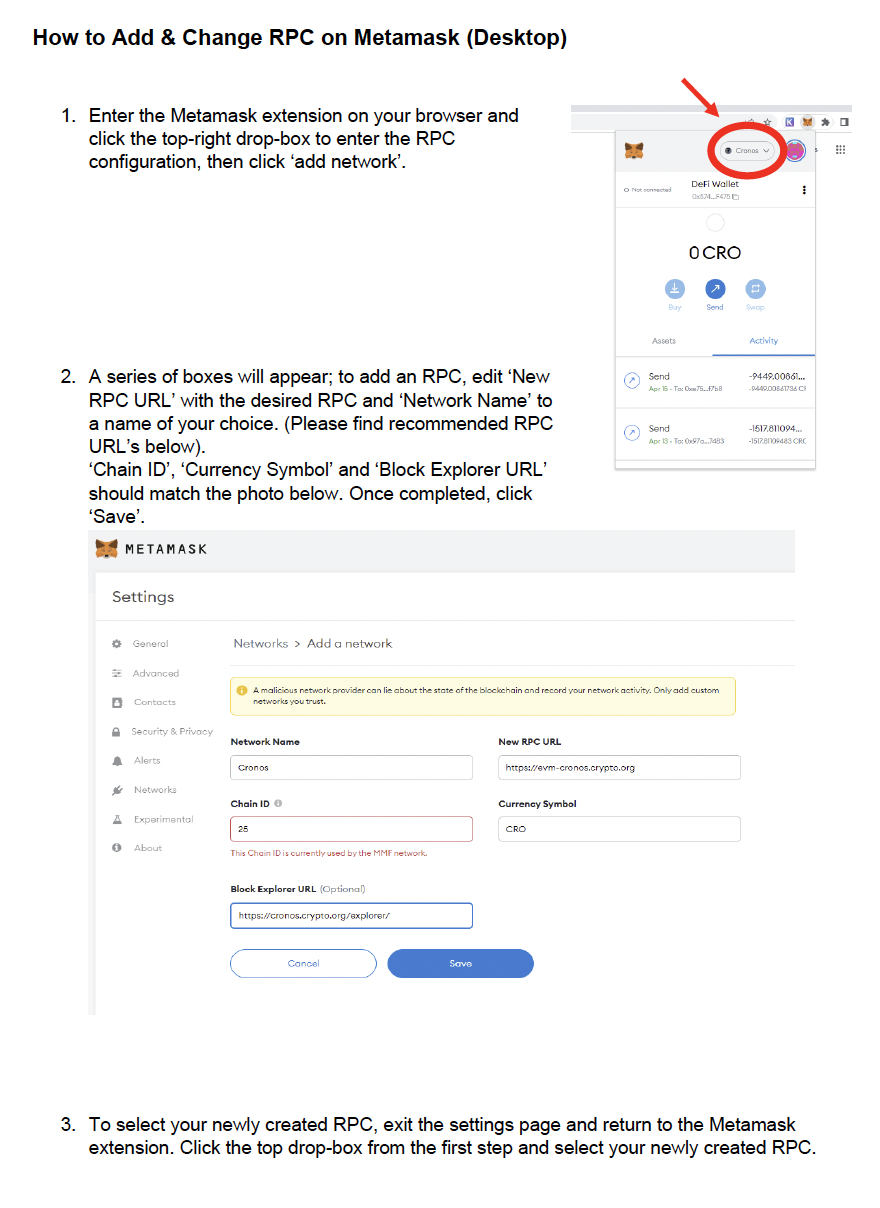 How to Add & Change RPC on Metamask (Desktop)
1. Enter the Metamask extension on your browser and
click the top-right drop-box to enter the RPC
configuration, then click ‘add network’.
Cronos
Not connected
DeFi Wallet
0x574...F475
0 CRO
Buy
Send
Swap
Assets
Activity
Send
-9449.00861...
Apr 15 - To: 0xe75...f7b8
-9449.00861736 CR
Send
-1517.811094...
Apr 13 - To: 0x97a...7483
-1517.81109483 CRC
2. A series of boxes will appear; to add an RPC, edit ‘New
RPC URL’ with the desired RPC and ‘Network Name’ to
a name of your choice. (Please find recommended RPC
URL’s below).
‘Chain ID’, ‘Currency Symbol’ and ‘Block Explorer URL’
should match the photo below. Once completed, click
‘Save’.
METAMASK
Settings
General
Advanced
Contacts
Security & Privacy
Alerts
Networks
Experimental
About
Networks > Add a network
A malicious network provider can lie about the state of the blockchain and record your network activity. Only add custom
networks you trust.
Network Name
Cronos
New RPC URL
https://evm-cronos.crypto.org
Chain ID
25
This Chain ID is currently used by the MMF network.
Currency Symbol
CRO
Block Explorer URL (Optional)
https://cronos.crypto.org/explorer/
Cancel
Save
3. To select your newly created RPC, exit the settings page and return to the Metamask
extension. Click the top drop-box from the first step and select your newly created RPC.